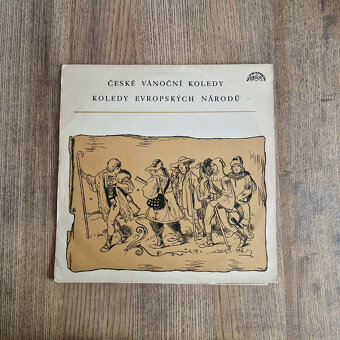 ČESKÉ VÁNOČNÍ KOLEDY
KOLEDY EVROPSKÝCH NÁRODŮ